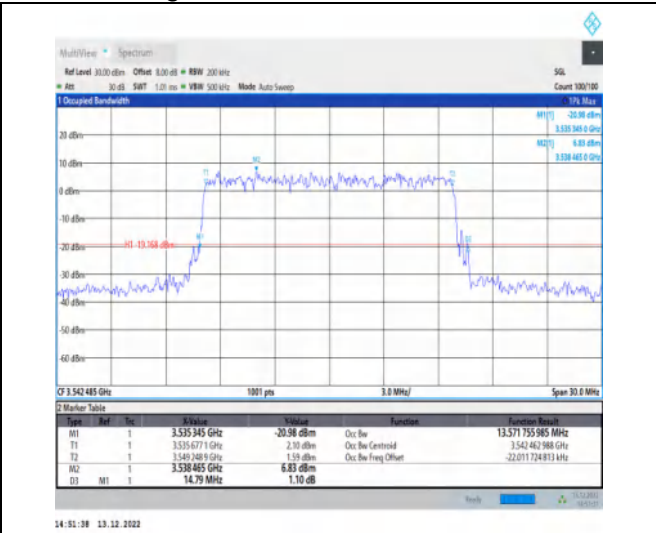 MultiView Spectrum
Ref Level 30.00 dBm Offset 8.00 dB RBW 200 kHz SGL
Att 30 dB SWT 1.01 ms VBW 500 kHz Mode Auto Sweep Count 100/100
1 Occupied Bandwidth 1Pk Max
M1[1] -20.98 dBm
3.535 345 0 GHz
M2[1] 6.83 dBm
3.538 465 0 GHz
20 dBm
M2
T1 T2
10 dBm
0 dBm
-10 dBm
M1
-20 dBm H1 -19.168 dBm
-30 dBm
-40 dBm
-50 dBm
-60 dBm
CF 3.542 485 GHz 1001 pts 3.0 MHz/ Span 30.0 MHz
2 Marker Table
Type Ref Trc X-Value Y-Value Function Function Result
M1 1 3.535 345 GHz -20.98 dBm Occ Bw 13.571 755 985 MHz
T1 1 3.535 677 1 GHz 2.10 dBm Occ Bw Centroid 3.542 462 988 GHz
T2 1 3.549 248 9 GHz 1.59 dBm Occ Bw Freq Offset -22.011 724 813 kHz
M2 1 3.538 465 GHz 6.83 dBm
D3 M1 1 14.79 MHz 1.10 dB
Ready
14:51:38 13.12.2022